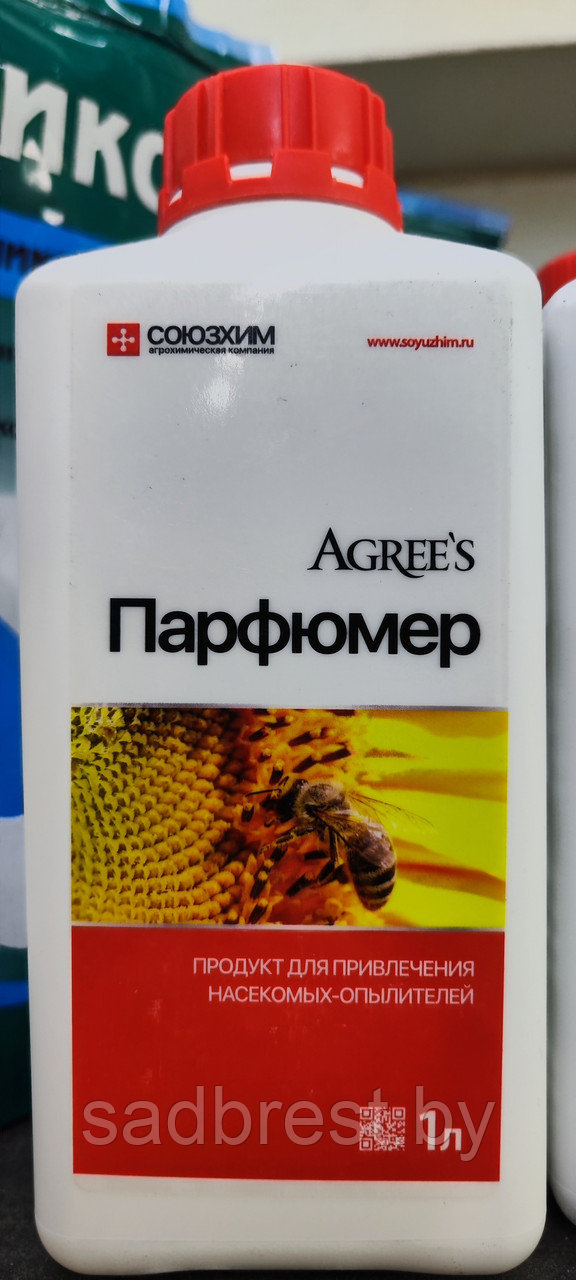 СОЮЗХИМ
агрохимическая компания
www.soyuzhim.ru
AGREE`S
Парфюмер
ПРОДУКТ ДЛЯ ПРИВЛЕЧЕНИЯ
НАСЕКОМЫХ-ОПЫЛИТЕЛЕЙ
1л
sadbrest.by